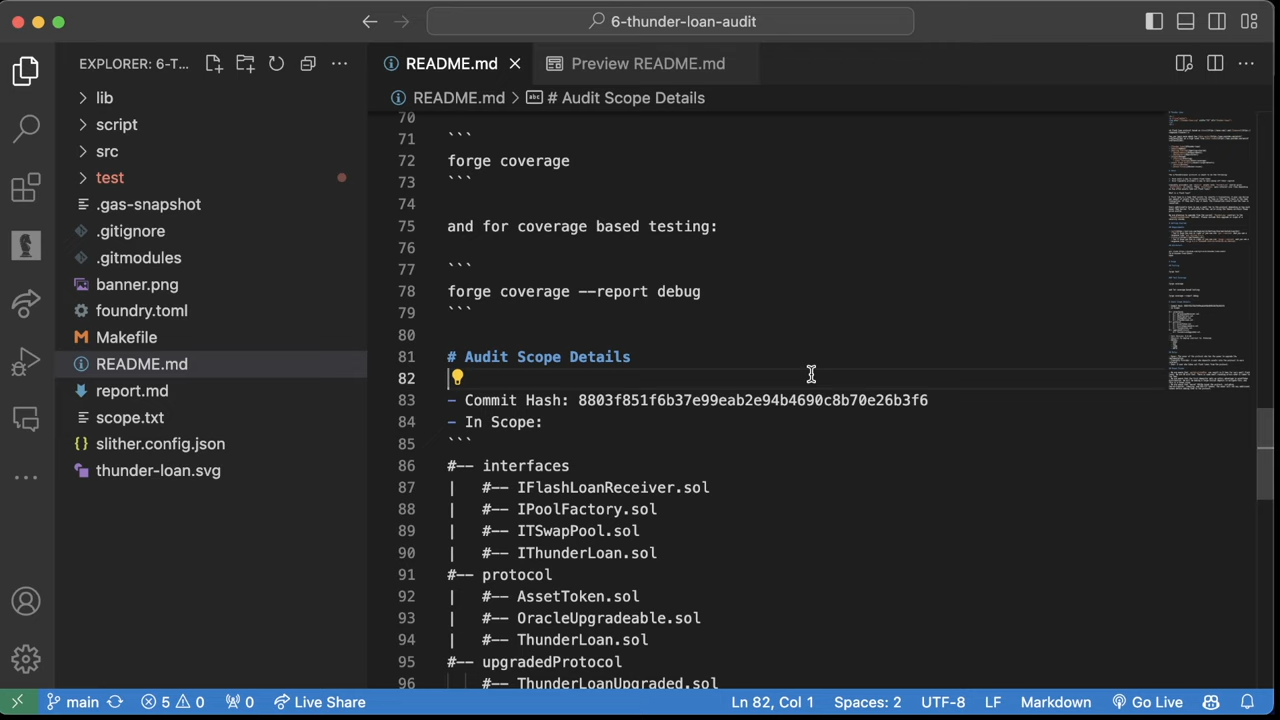 6-thunder-loan-audit
EXPLORER: 6-T...
README.md
Preview README.md
README.md > # Audit Scope Details
lib
script
src
test
.gas-snapshot
.gitignore
.gitmodules
banner.png
foundry.toml
Makefile
README.md
report.md
scope.txt
slither.config.json
thunder-loan.svg
70
71 ```
72 forge coverage
73 ```
74
75 and for coverage based testing:
76
77 ```
78 forge coverage --report debug
79 ```
80
81 # Audit Scope Details
82
83 - Commit Hash: 8803f851f6b37e99eab2e94b4690c8b70e26b3f6
84 - In Scope:
85 ```
86 #-- interfaces
87 | #-- IFlashLoanReceiver.sol
88 | #-- IPoolFactory.sol
89 | #-- ITSwapPool.sol
90 | #-- IThunderLoan.sol
91 #-- protocol
92 | #-- AssetToken.sol
93 | #-- OracleUpgradeable.sol
94 | #-- ThunderLoan.sol
95 #-- upgradedProtocol
96 | #-- ThunderLoanUpgraded.sol
main 5 0 0 Live Share Ln 82, Col 1 Spaces: 2 UTF-8 LF Markdown Go Live